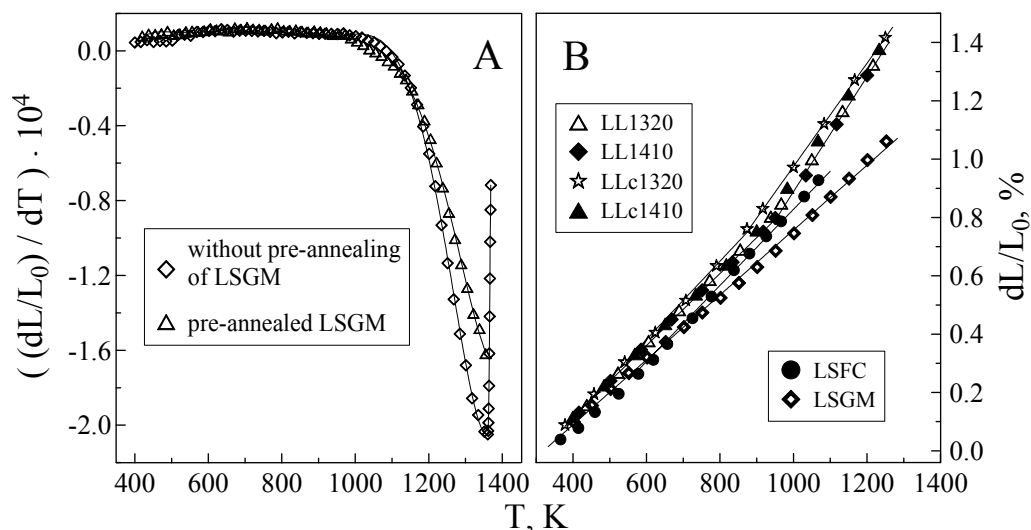 ( (dL/L₀) / dT ) · 10⁴
0.0
-0.4
-0.8
-1.2
-1.6
-2.0
A
without pre-annealing
of LSGM
pre-annealed LSGM
400 600 800 1000 1200 1400
B
LL1320
LL1410
LLc1320
LLc1410
LSFC
LSGM
400 600 800 1000 1200 1400
1.4
1.2
1.0
0.8
0.6
0.4
0.2
0.0
dL/L₀, %
T, K